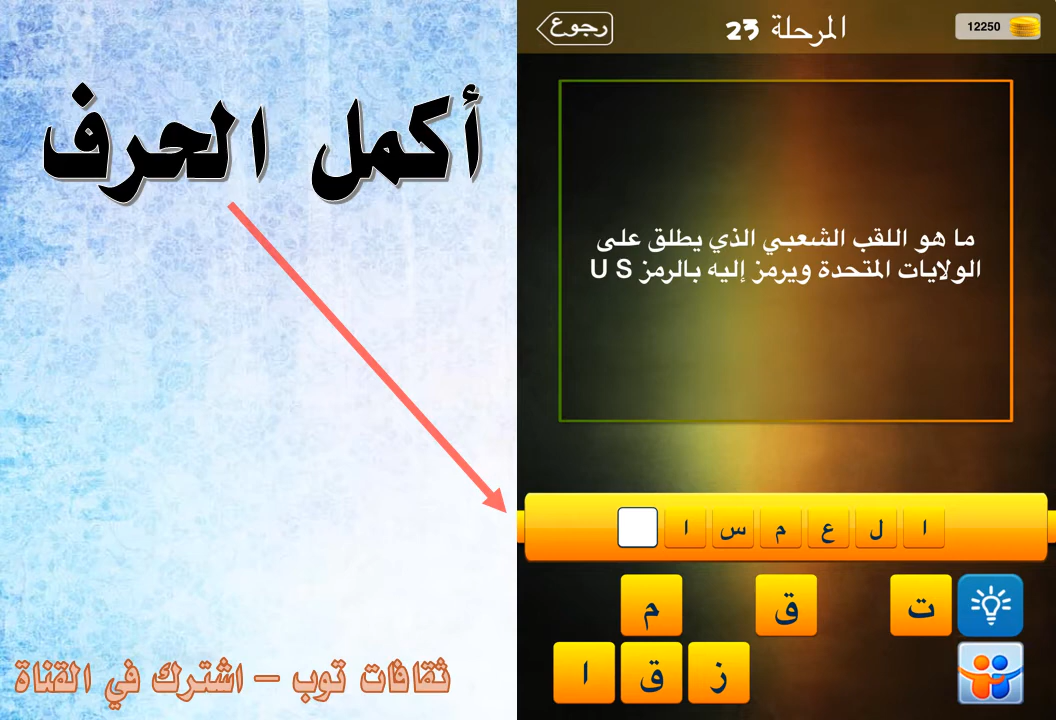 أكمل الحرف
ثقافات توب – اشترك في القناة
رجوع
المرحلة 23
12250
ما هو اللقب الشعبي الذي يطلق على
الولايات المتحدة ويرمز إليه بالرمز U S
ا ل ع م س ا
ت ق م
ز ق ا